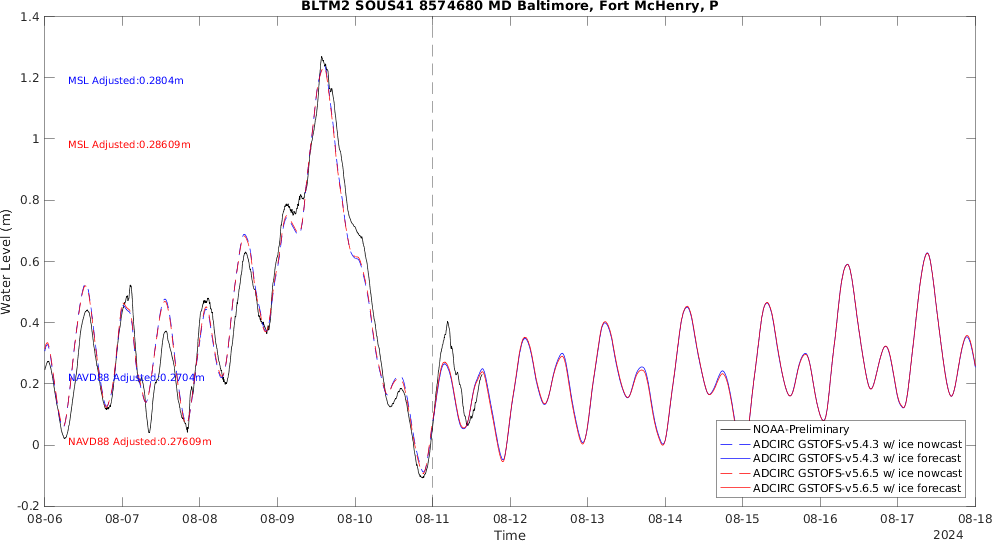 BLTM2 SOUS41 8574680 MD Baltimore, Fort McHenry, P
1.4
1.2
1
0.8
0.6
0.4
0.2
0
-0.2
Water Level (m)
MSL Adjusted:0.2804m
MSL Adjusted:0.28609m
NAVD88 Adjusted:0.2704m
NAVD88 Adjusted:0.27609m
NOAA-Preliminary
ADCIRC GSTOFS-v5.4.3 w/ ice nowcast
ADCIRC GSTOFS-v5.4.3 w/ ice forecast
ADCIRC GSTOFS-v5.6.5 w/ ice nowcast
ADCIRC GSTOFS-v5.6.5 w/ ice forecast
08-06 08-07 08-08 08-09 08-10 08-11 08-12 08-13 08-14 08-15 08-16 08-17 08-18
Time
2024